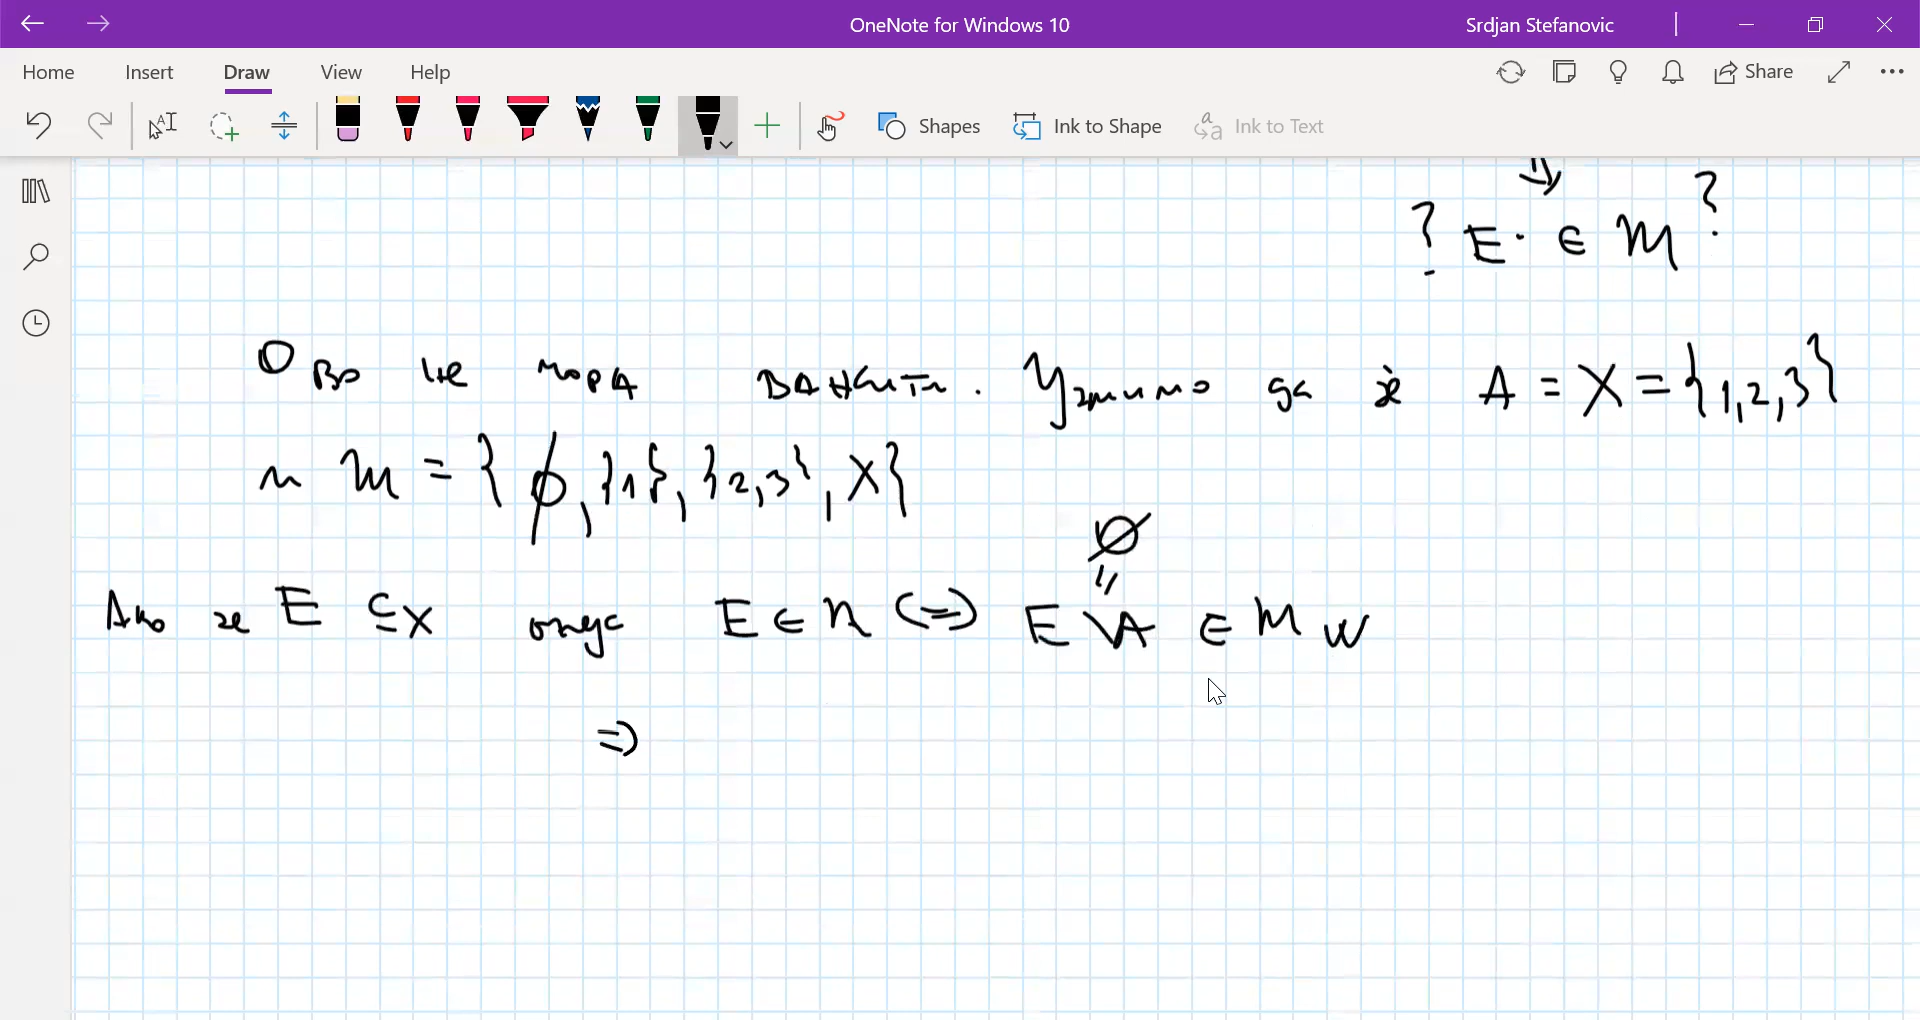 OneNote for Windows 10
Srdjan Stefanovic
Home Insert Draw View Help
Share
Shapes Ink to Shape Ink to Text
? E ∈ M ?
Ово не мора важити. Узмимо да је A = X = {1,2,3}
и M = { ∅, {1}, {2,3}, X}
∅
Ако је E ⊆ X онда E ∈ N (=) E \ A ∈ M и
=)